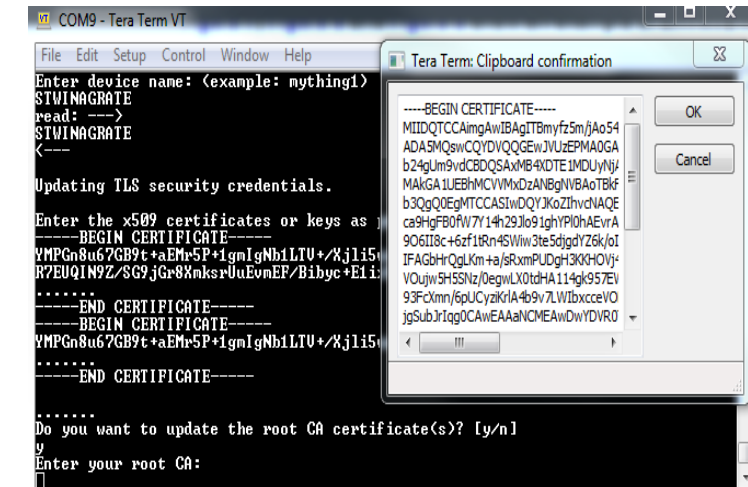 COM9 - Tera Term VT
File Edit Setup Control Window Help
Enter device name: (example: mything1)
STWINAGRATE
read: --->
STWINAGRATE
<---
Updating TLS security credentials.
Enter the x509 certificates or keys as
-----BEGIN CERTIFICATE-----
YMPGn8u67GB9t+aEMr5P+1gmIgNb1LTV+/Xjli5
R7EUQIN9Z/SG9jGr8XmksrUuEvmEF/Bibyc+E1i
.......
-----END CERTIFICATE-----
-----BEGIN CERTIFICATE-----
YMPGn8u67GB9t+aEMr5P+1gmIgNb1LTV+/Xjli5
.......
-----END CERTIFICATE-----
.......
Do you want to update the root CA certificate(s)? [y/n]
y
Enter your root CA:
Tera Term: Clipboard confirmation
-----BEGIN CERTIFICATE-----
MIIDQTCCAimgAwIBAgITBmyfz5m/jAo54
ADA5MQswCQYDVQQGEwJVUzEPMA0GA
b24gUm9vdCBDQSAxMB4XDTE1MDUyNj
MAkGA1UEBhMCVVMxDzANBgNVBAoTBk
b3QgQ0EgMTCCASIwDQYJKoZIhvcNAQE
ca9HgFB0fW7Y14h29Jlo91ghYPl0hAEvrA
9O6II8c+6zf1tRn4SWiw3te5djgdYZ6k/oI
IFAGbHrQgLKm+a/sRxmPUDgH3KKHOVj
VOujw5H5SNz/0egwLX0tdHA114gk957E
93FcXmn/6pUCyziKrlA4b9v7LWIbxcceVO
jgSubJrIqg0CAwEAAaNCMEAwDwYDVR0
OK
Cancel